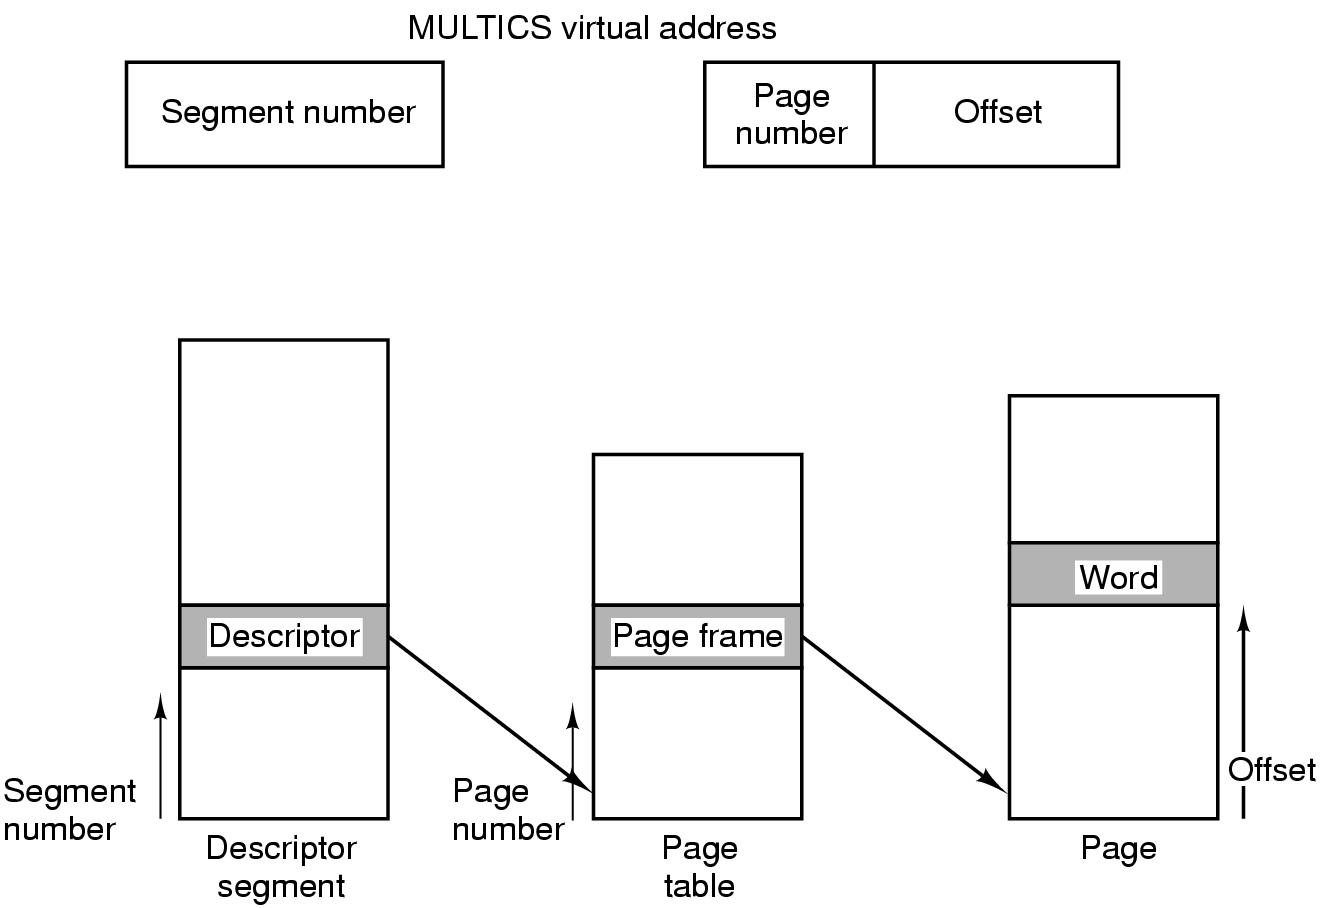 MULTICS virtual address
Segment number
Page
number
Offset
Descriptor
Page frame
Word
Segment
number
Page
number
Offset
Descriptor
segment
Page
table
Page